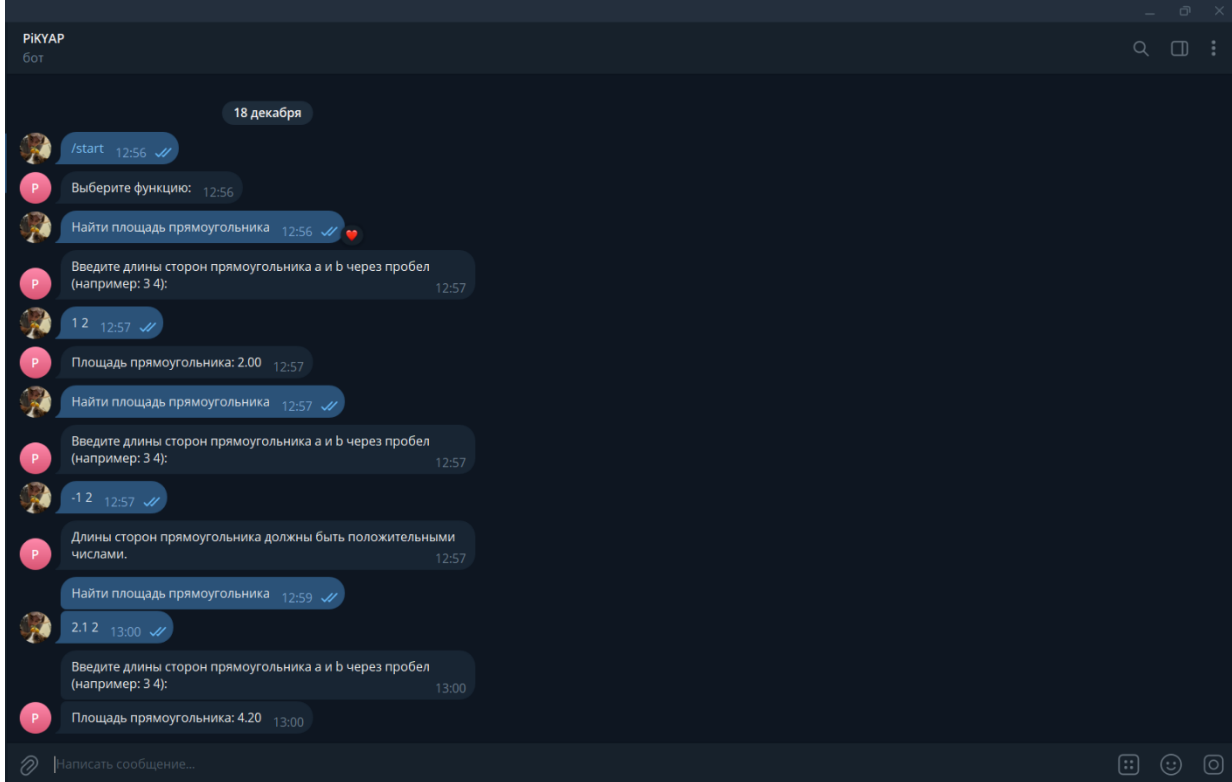 PiKYAP
бот
18 декабря
/start 12:56
P
Выберите функцию: 12:56
Найти площадь прямоугольника 12:56
Введите длины сторон прямоугольника a и b через пробел
(например: 3 4): 12:57
P
1 2 12:57
P
Площадь прямоугольника: 2.00 12:57
Найти площадь прямоугольника 12:57
Введите длины сторон прямоугольника a и b через пробел
(например: 3 4): 12:57
P
-1 2 12:57
Длины сторон прямоугольника должны быть положительными
числами. 12:57
P
Найти площадь прямоугольника 12:59
2.1 2 13:00
Введите длины сторон прямоугольника a и b через пробел
(например: 3 4): 13:00
P
Площадь прямоугольника: 4.20 13:00
Написать сообщение...